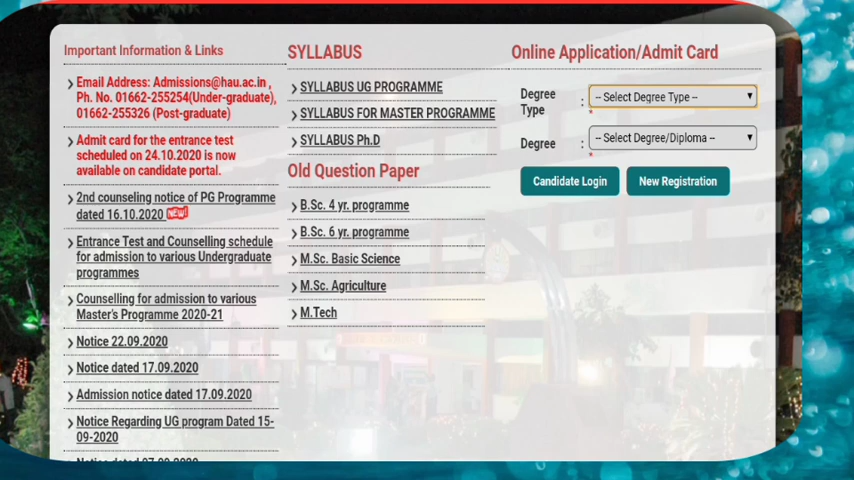 Important Information & Links
Email Address: Admissions@hau.ac.in ,
Ph. No. 01662-255254(Under-graduate),
01662-255326 (Post-graduate)
Admit card for the entrance test
scheduled on 24.10.2020 is now
available on candidate portal.
2nd counseling notice of PG Programme
dated 16.10.2020 NEW!
Entrance Test and Counselling schedule
for admission to various Undergraduate
programmes
Counselling for admission to various
Master's Programme 2020-21
Notice 22.09.2020
Notice dated 17.09.2020
Admission notice dated 17.09.2020
Notice Regarding UG program Dated 15-
09-2020
Notice dated 07.09.2020
SYLLABUS
SYLLABUS UG PROGRAMME
SYLLABUS FOR MASTER PROGRAMME
SYLLABUS Ph.D
Old Question Paper
B.Sc. 4 yr. programme
B.Sc. 6 yr. programme
M.Sc. Basic Science
M.Sc. Agriculture
M.Tech
Online Application/Admit Card
Degree
Type : -- Select Degree Type --
*
Degree : -- Select Degree/Diploma --
*
Candidate Login New Registration